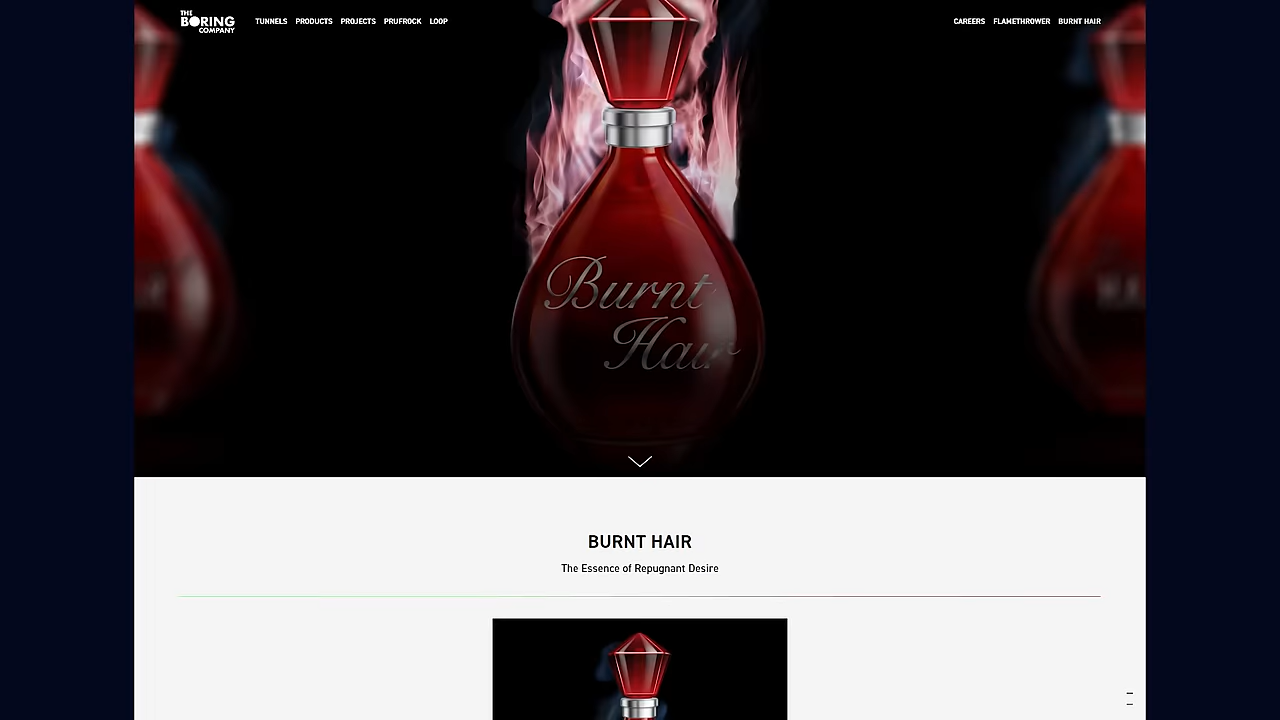 THE
BORING
COMPANY
TUNNELS PRODUCTS PROJECTS PRUFROCK LOOP
CAREERS FLAMETHROWER BURNT HAIR
Burnt
Hair
BURNT HAIR
The Essence of Repugnant Desire